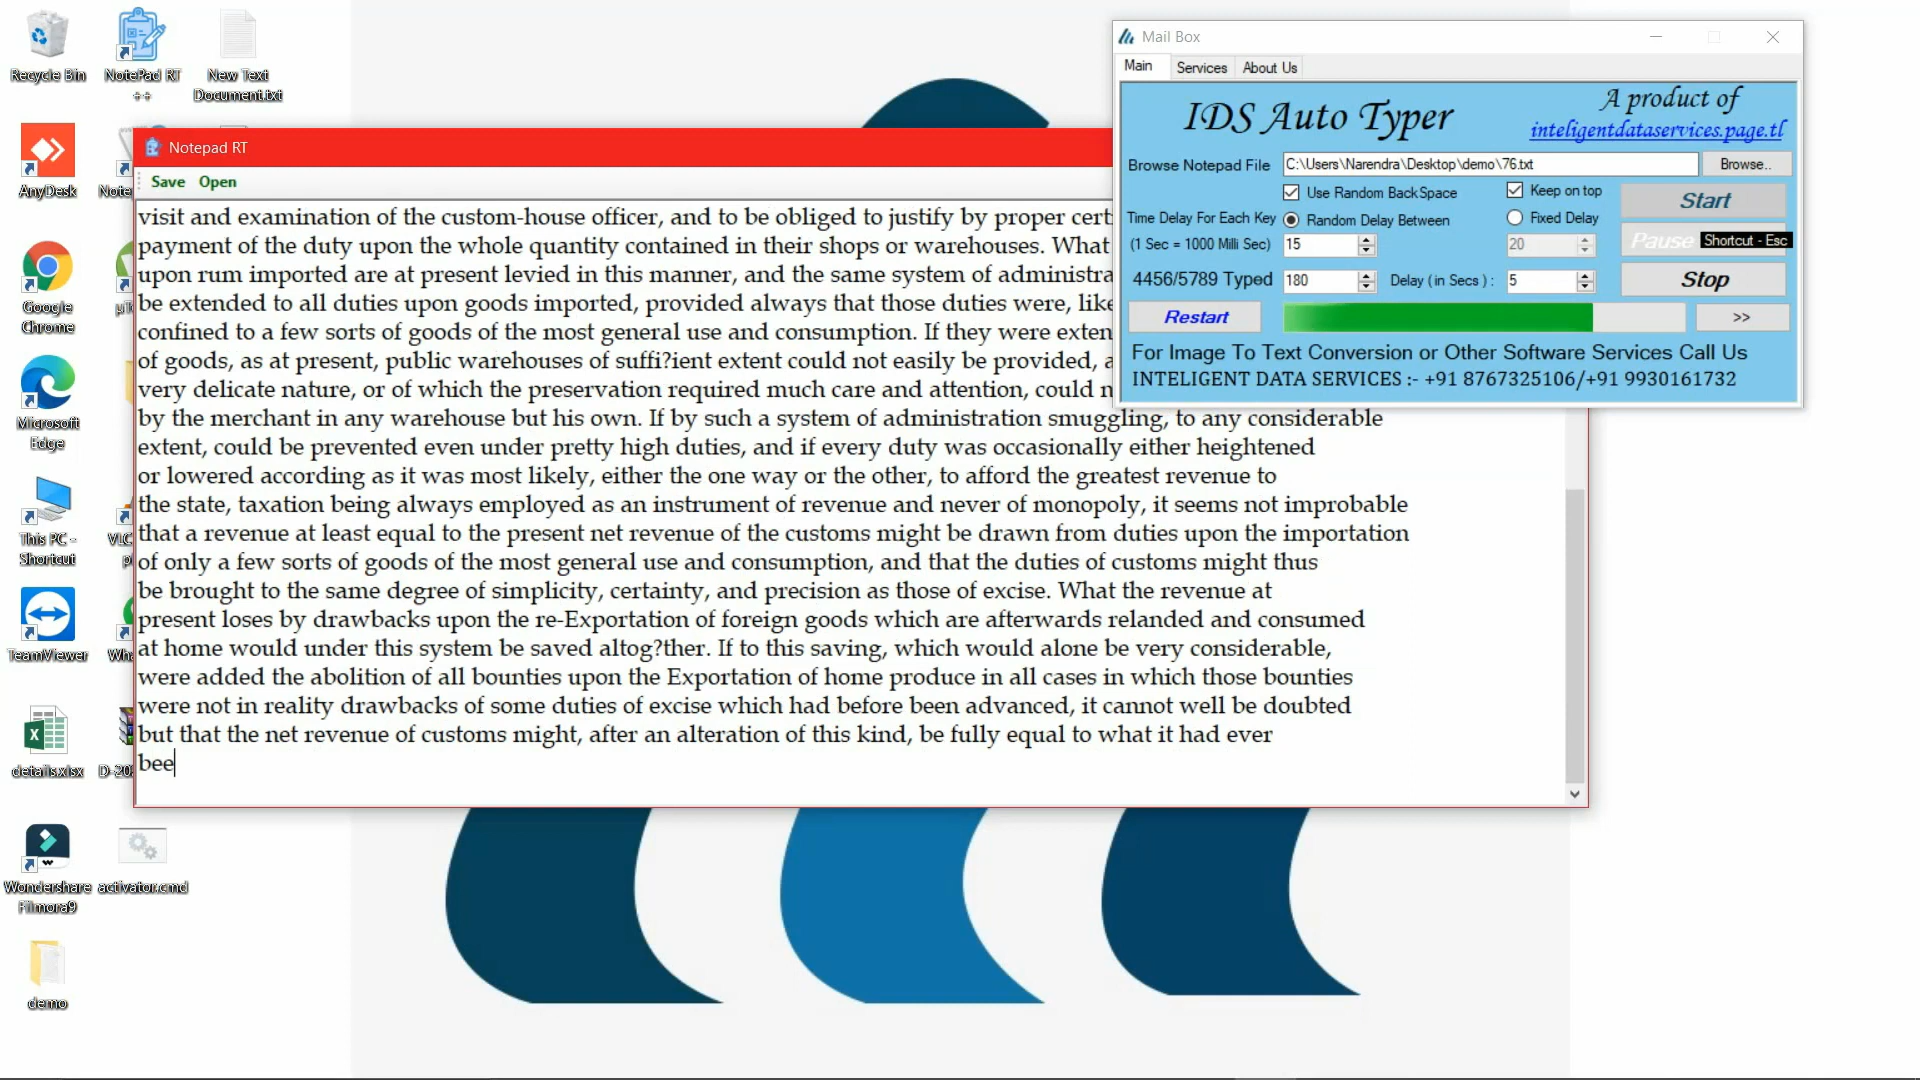 Recycle Bin
NotePad RT
++
New Text
Document.txt
AnyDesk
Note
Google
Chrome
Microsoft
Edge
This PC -
Shortcut
TeamViewer
details.xlsx
D-20
Wondershare
Filmora9
activator.cmd
demo
Notepad RT
Save Open
visit and examination of the custom-house officer, and to be obliged to justify by proper cert
payment of the duty upon the whole quantity contained in their shops or warehouses. What
upon rum imported are at present levied in this manner, and the same system of administra
be extended to all duties upon goods imported, provided always that those duties were, like
confined to a few sorts of goods of the most general use and consumption. If they were exten
of goods, as at present, public warehouses of suffi?ient extent could not easily be provided, a
very delicate nature, or of which the preservation required much care and attention, could n
by the merchant in any warehouse but his own. If by such a system of administration smuggling, to any considerable
extent, could be prevented even under pretty high duties, and if every duty was occasionally either heightened
or lowered according as it was most likely, either the one way or the other, to afford the greatest revenue to
the state, taxation being always employed as an instrument of revenue and never of monopoly, it seems not improbable
that a revenue at least equal to the present net revenue of the customs might be drawn from duties upon the importation
of only a few sorts of goods of the most general use and consumption, and that the duties of customs might thus
be brought to the same degree of simplicity, certainty, and precision as those of excise. What the revenue at
present loses by drawbacks upon the re-Exportation of foreign goods which are afterwards relanded and consumed
at home would under this system be saved altog?ther. If to this saving, which would alone be very considerable,
were added the abolition of all bounties upon the Exportation of home produce in all cases in which those bounties
were not in reality drawbacks of some duties of excise which had before been advanced, it cannot well be doubted
but that the net revenue of customs might, after an alteration of this kind, be fully equal to what it had ever
bee
Mail Box
Main Services About Us
IDS Auto Typer
A product of
inteligentdataservices.page.tl
Browse Notepad File C:\Users\Narendra\Desktop\demo\76.txt Browse..
Use Random BackSpace Keep on top Start
Time Delay For Each Key Random Delay Between Fixed Delay
(1 Sec = 1000 Milli Sec) 15 20 Pause Shortcut - Esc
4456/5789 Typed 180 Delay ( in Secs ) : 5 Stop
Restart >>
For Image To Text Conversion or Other Software Services Call Us
INTELIGENT DATA SERVICES :- +91 8767325106/+91 9930161732